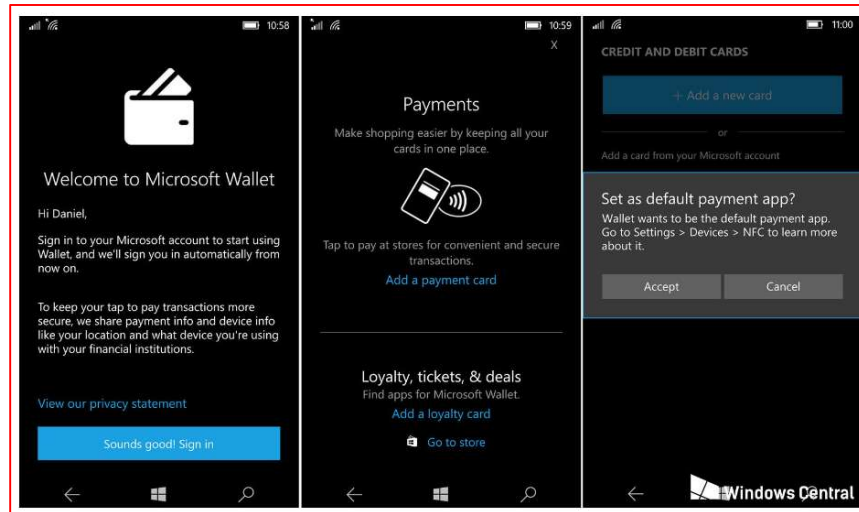 10:58
Welcome to Microsoft Wallet
Hi Daniel,
Sign in to your Microsoft account to start using
Wallet, and we'll sign you in automatically from
now on.
To keep your tap to pay transactions more
secure, we share payment info and device info
like your location and what device you're using
with your financial institutions.
View our privacy statement
Sounds good! Sign in
10:59
X
Payments
Make shopping easier by keeping all your
cards in one place.
Tap to pay at stores for convenient and secure
transactions.
Add a payment card
Loyalty, tickets, & deals
Find apps for Microsoft Wallet.
Add a loyalty card
Go to store
11:00
CREDIT AND DEBIT CARDS
+ Add a new card
or
Add a card from your Microsoft account
Set as default payment app?
Wallet wants to be the default payment app.
Go to Settings > Devices > NFC to learn more
about it.
Accept
Cancel
Windows Central